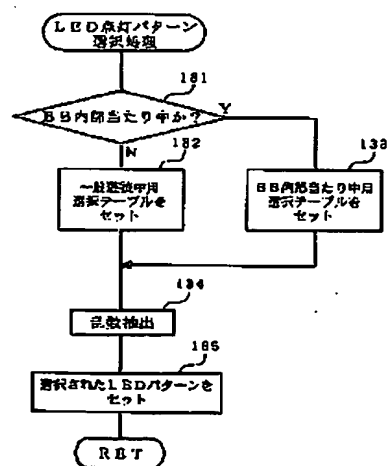 LED点灯パターン
選択処理
181
BB内部当たり中か?
Y
N
182
一般遊技中用
選択テーブルを
セット
183
BB内部当たり中用
選択テーブルを
セット
184
乱数抽出
185
選択されたLEDパターンを
セット
RET